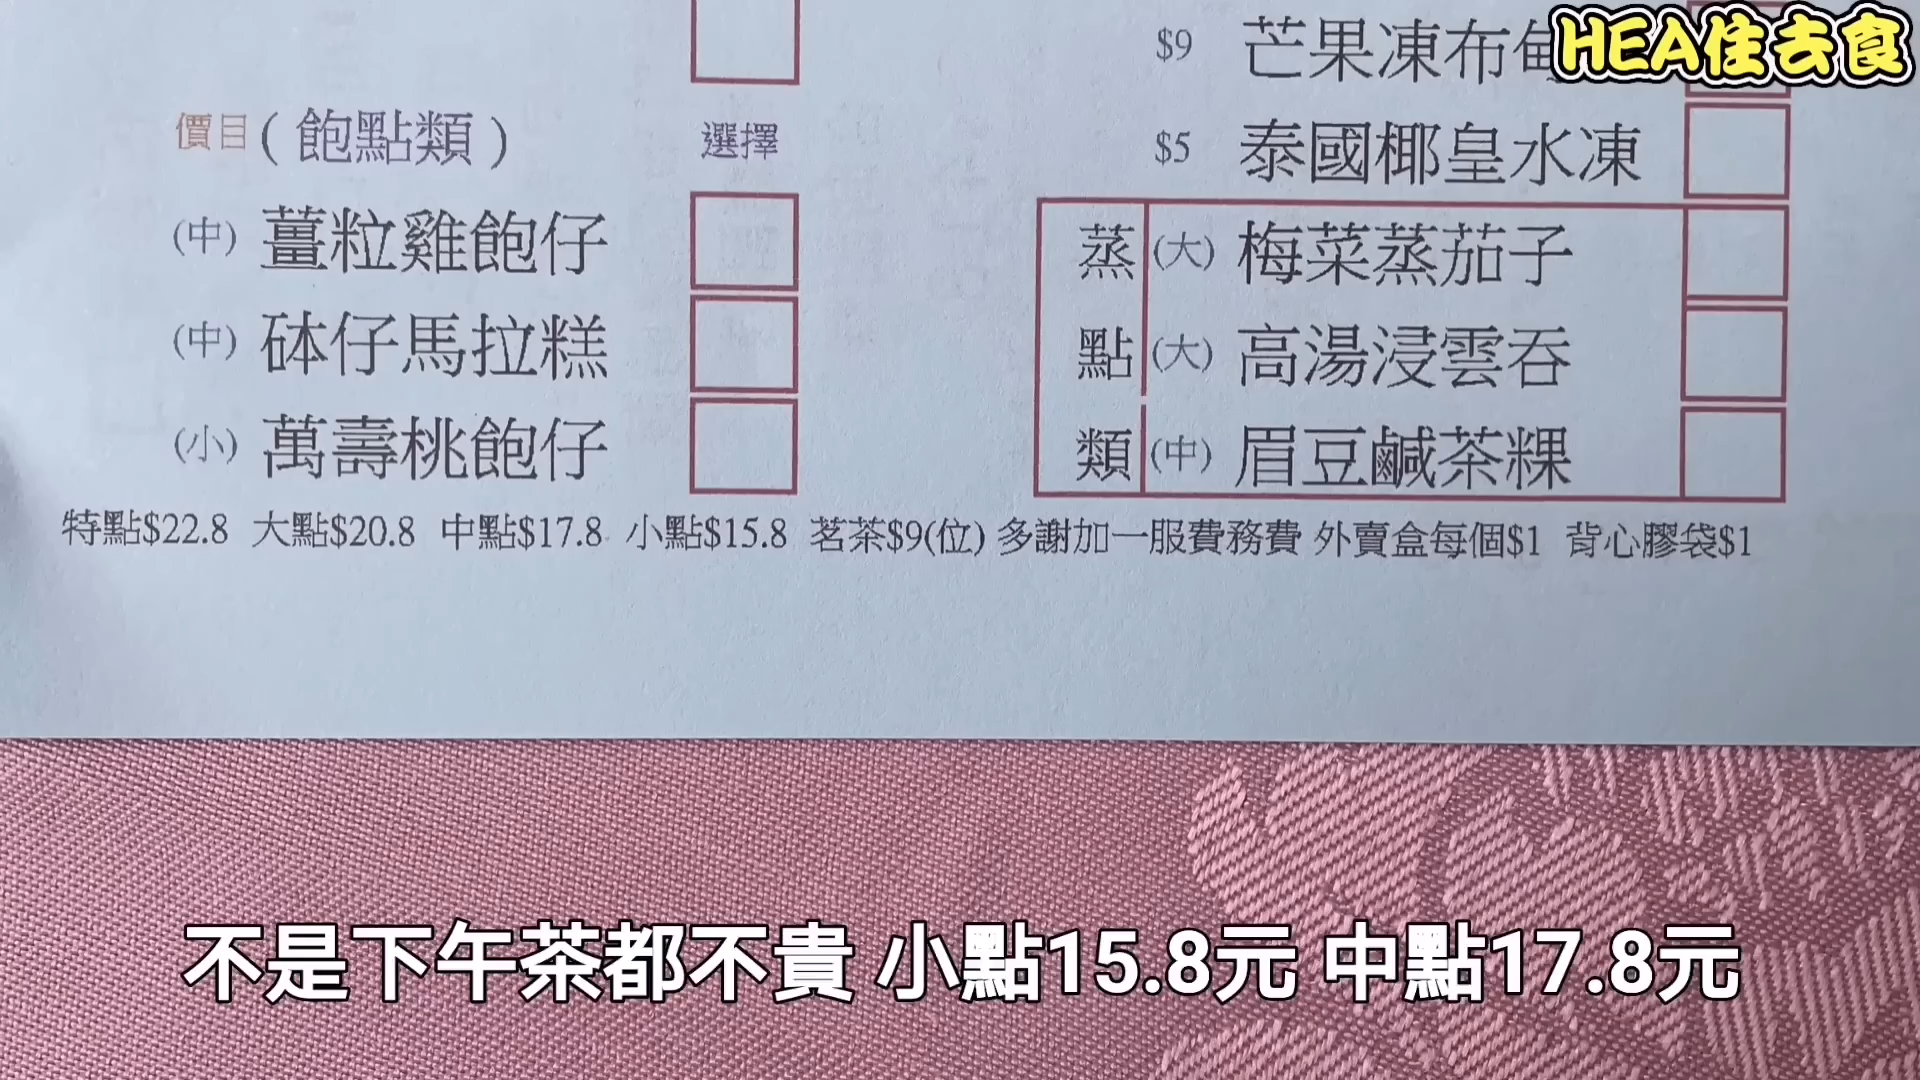 HEA住去食
$9 芒果凍布甸
$5 泰國椰皇水凍
價目(飽點類) 選擇
(中) 薑粒雞飽仔
(中) 砵仔馬拉糕
(小) 萬壽桃飽仔
蒸點類
(大) 梅菜蒸茄子
(大) 高湯浸雲吞
(中) 眉豆鹹茶粿
特點$22.8 大點$20.8 中點$17.8 小點$15.8 茗茶$9(位) 多謝加一服費務費 外賣盒每個$1 背心膠袋$1
不是下午茶都不貴 小點15.8元 中點17.8元